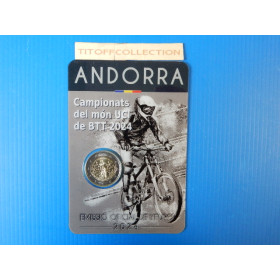 TITOFFCOLLECTION
ANDORRA
Campionats
del món UCI
de BTT 2024